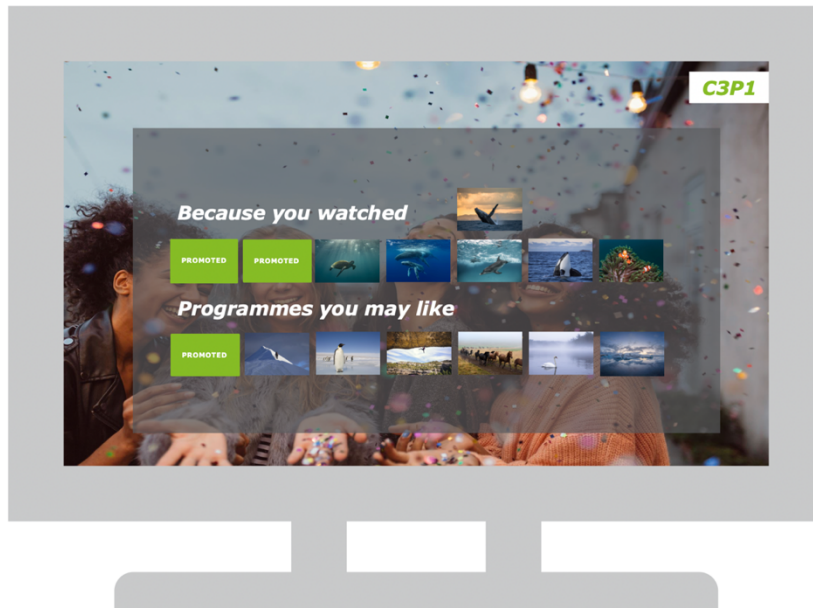 C3P1
Because you watched
PROMOTED PROMOTED
Programmes you may like
PROMOTED